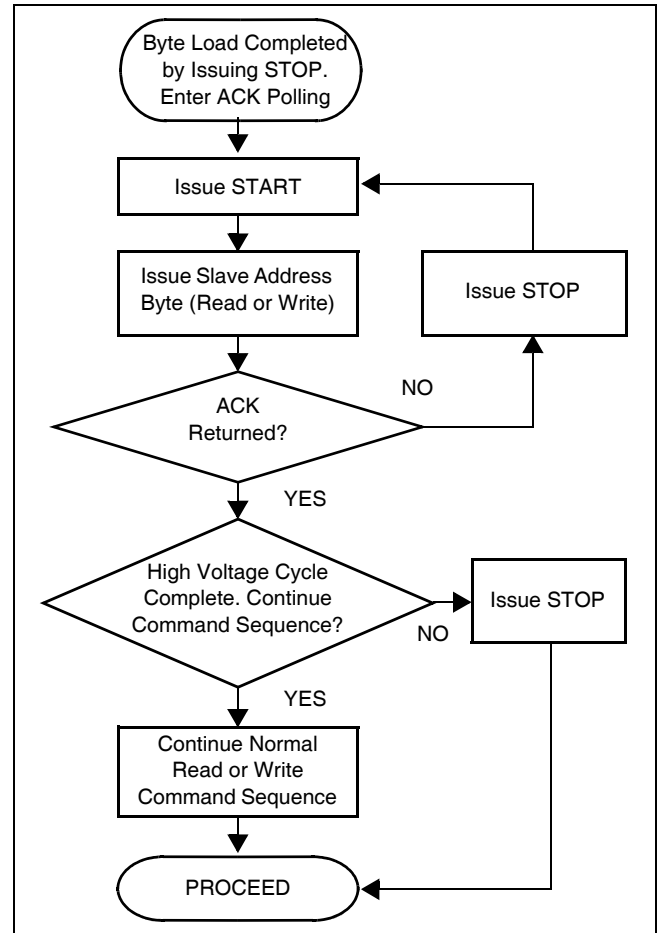 Byte Load Completed
by Issuing STOP.
Enter ACK Polling
Issue START
Issue Slave Address
Byte (Read or Write)
Issue STOP
ACK
Returned?
NO
YES
High Voltage Cycle
Complete. Continue
Command Sequence?
Issue STOP
NO
YES
Continue Normal
Read or Write
Command Sequence
PROCEED